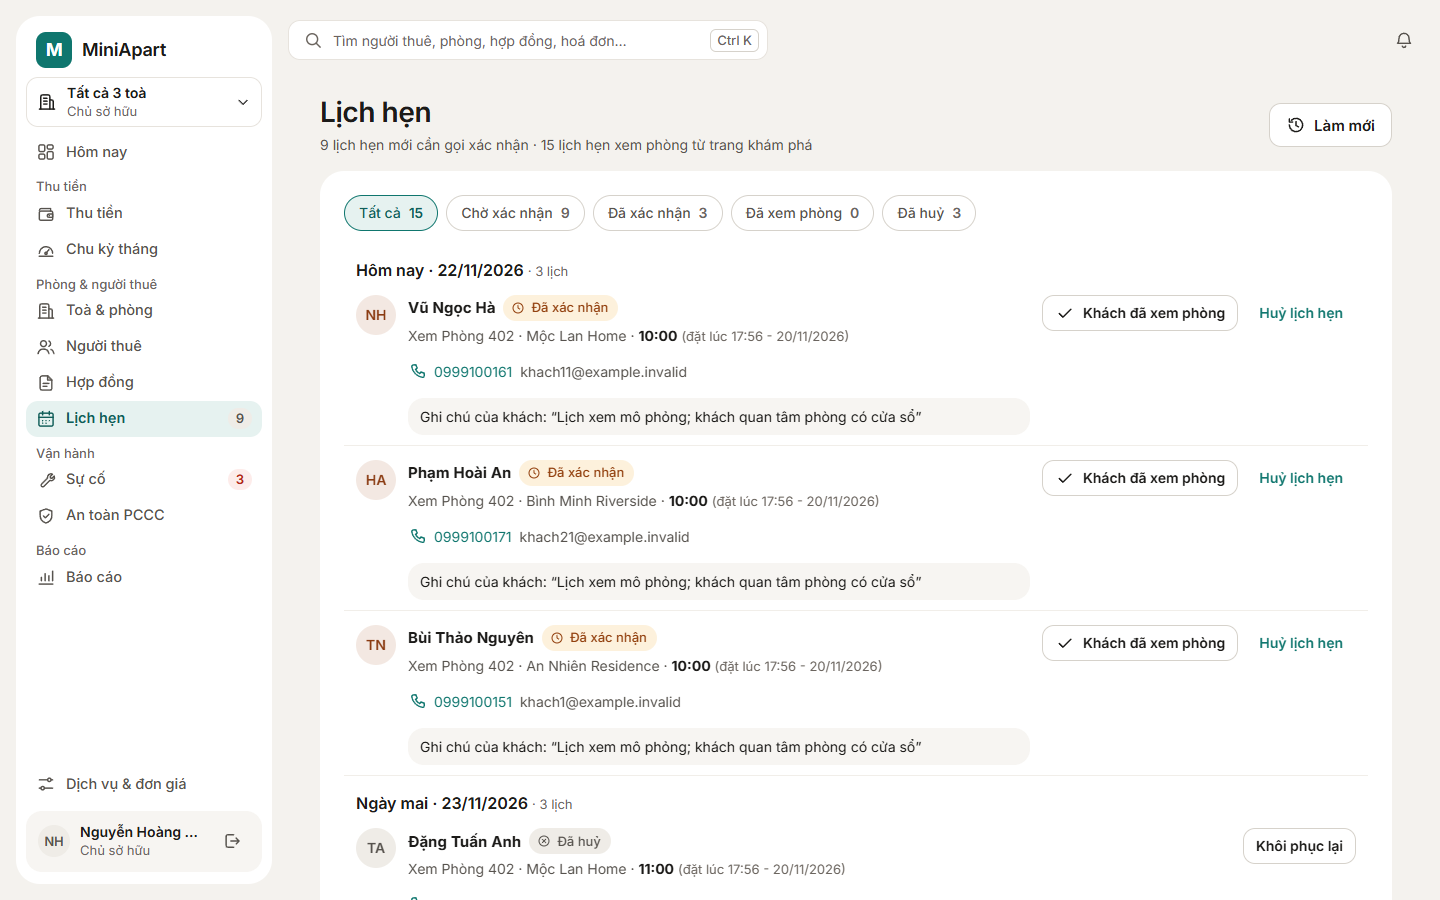 M MiniApart
Tất cả 3 toà
Chủ sở hữu
Hôm nay
Thu tiền
Thu tiền
Chu kỳ tháng
Phòng & người thuê
Toà & phòng
Người thuê
Hợp đồng
Lịch hẹn 9
Vận hành
Sự cố 3
An toàn PCCC
Báo cáo
Báo cáo
Dịch vụ & đơn giá
NH Nguyễn Hoàng ...
Chủ sở hữu
Tìm người thuê, phòng, hợp đồng, hoá đơn... Ctrl K
Lịch hẹn
9 lịch hẹn mới cần gọi xác nhận · 15 lịch hẹn xem phòng từ trang khám phá
Làm mới
Tất cả 15 Chờ xác nhận 9 Đã xác nhận 3 Đã xem phòng 0 Đã huỷ 3
Hôm nay · 22/11/2026 · 3 lịch
NH Vũ Ngọc Hà Đã xác nhận Khách đã xem phòng Huỷ lịch hẹn
Xem Phòng 402 · Mộc Lan Home · 10:00 (đặt lúc 17:56 - 20/11/2026)
0999100161 khach11@example.invalid
Ghi chú của khách: “Lịch xem mô phỏng; khách quan tâm phòng có cửa sổ”
HA Phạm Hoài An Đã xác nhận Khách đã xem phòng Huỷ lịch hẹn
Xem Phòng 402 · Bình Minh Riverside · 10:00 (đặt lúc 17:56 - 20/11/2026)
0999100171 khach21@example.invalid
Ghi chú của khách: “Lịch xem mô phỏng; khách quan tâm phòng có cửa sổ”
TN Bùi Thảo Nguyên Đã xác nhận Khách đã xem phòng Huỷ lịch hẹn
Xem Phòng 402 · An Nhiên Residence · 10:00 (đặt lúc 17:56 - 20/11/2026)
0999100151 khach1@example.invalid
Ghi chú của khách: “Lịch xem mô phỏng; khách quan tâm phòng có cửa sổ”
Ngày mai · 23/11/2026 · 3 lịch
TA Đặng Tuấn Anh Đã huỷ Khôi phục lại
Xem Phòng 402 · Mộc Lan Home · 11:00 (đặt lúc 17:56 - 20/11/2026)